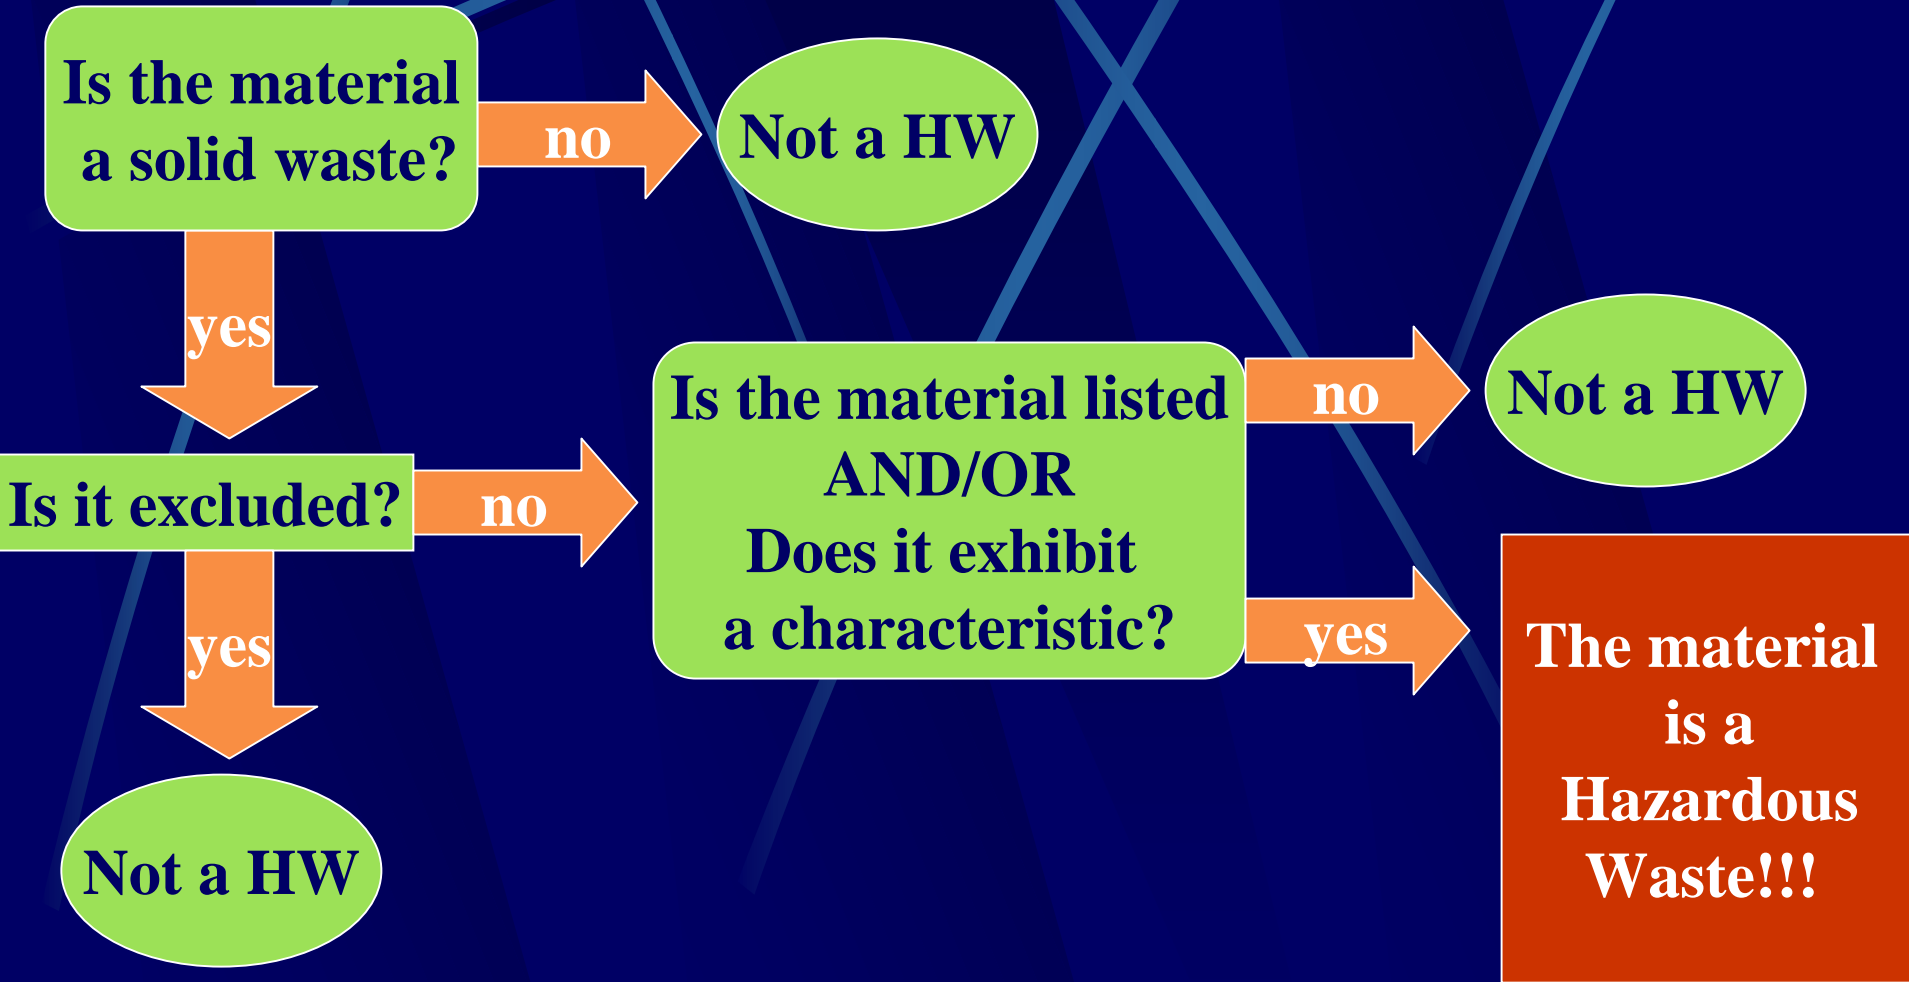 Is the material
a solid waste?
no
Not a HW
yes
Is it excluded?
no
Is the material listed
AND/OR
Does it exhibit
a characteristic?
no
Not a HW
yes
The material
is a
Hazardous
Waste!!!
yes
Not a HW